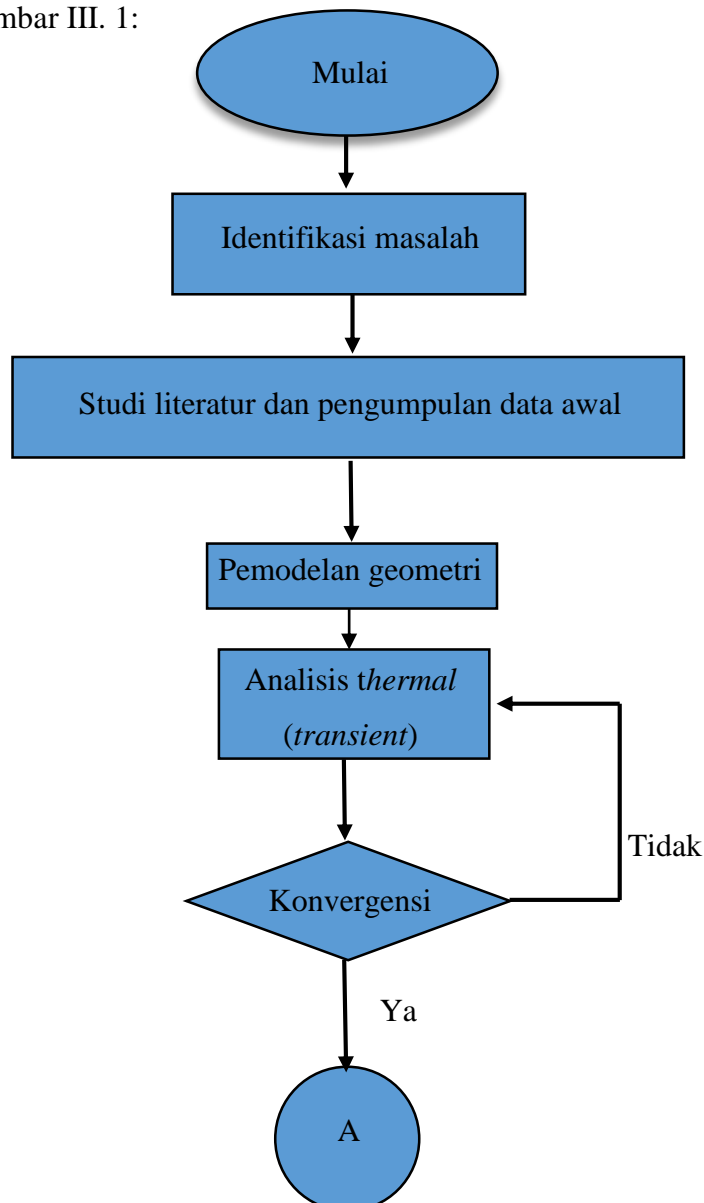 mbar III. 1:
Mulai
Identifikasi masalah
Studi literatur dan pengumpulan data awal
Pemodelan geometri
Analisis thermal
(transient)
Tidak
Konvergensi
Ya
A